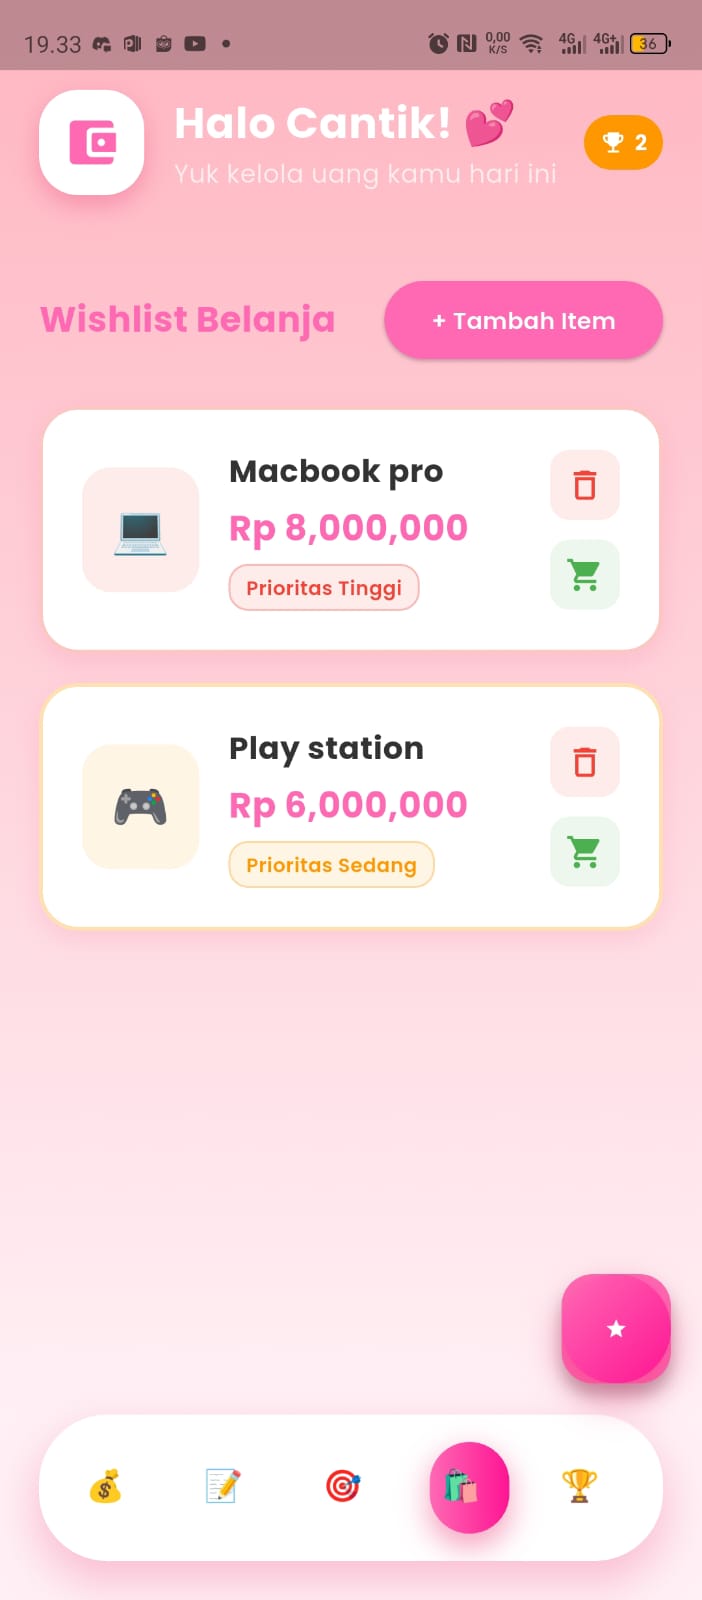 19.33
0,00
K/S
4G
4G+
36
Halo Cantik! 💕
2
Yuk kelola uang kamu hari ini
Wishlist Belanja
+ Tambah Item
Macbook pro
Rp 8,000,000
Prioritas Tinggi
Play station
Rp 6,000,000
Prioritas Sedang